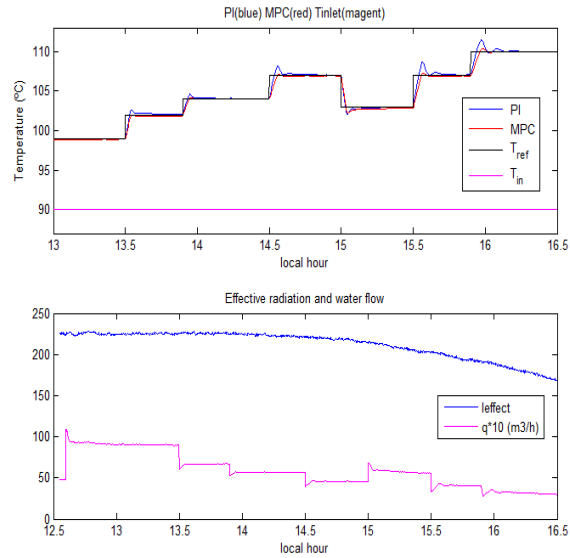 PI(blue) MPC(red) Tinlet(magent)
Temperature (ºC)
110
105
100
95
90
PI
MPC
T_ref
T_in
13 13.5 14 14.5 15 15.5 16 16.5
local hour
Effective radiation and water flow
250
200
150
100
50
0
Ieffect
q*10 (m3/h)
12.5 13 13.5 14 14.5 15 15.5 16 16.5
local hour